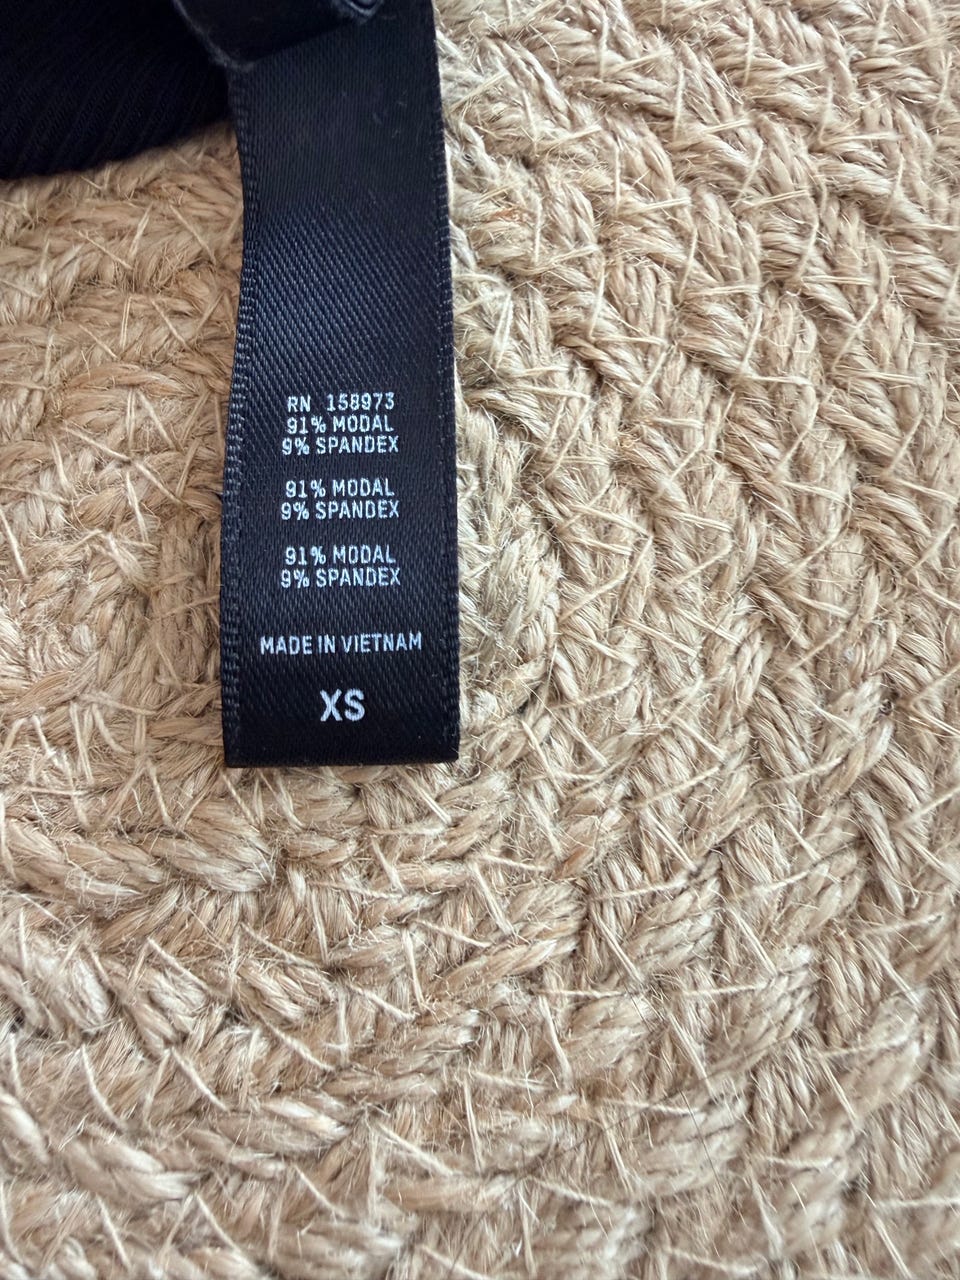 RN 158973
91% MODAL
9% SPANDEX
91% MODAL
9% SPANDEX
91% MODAL
9% SPANDEX
MADE IN VIETNAM
XS